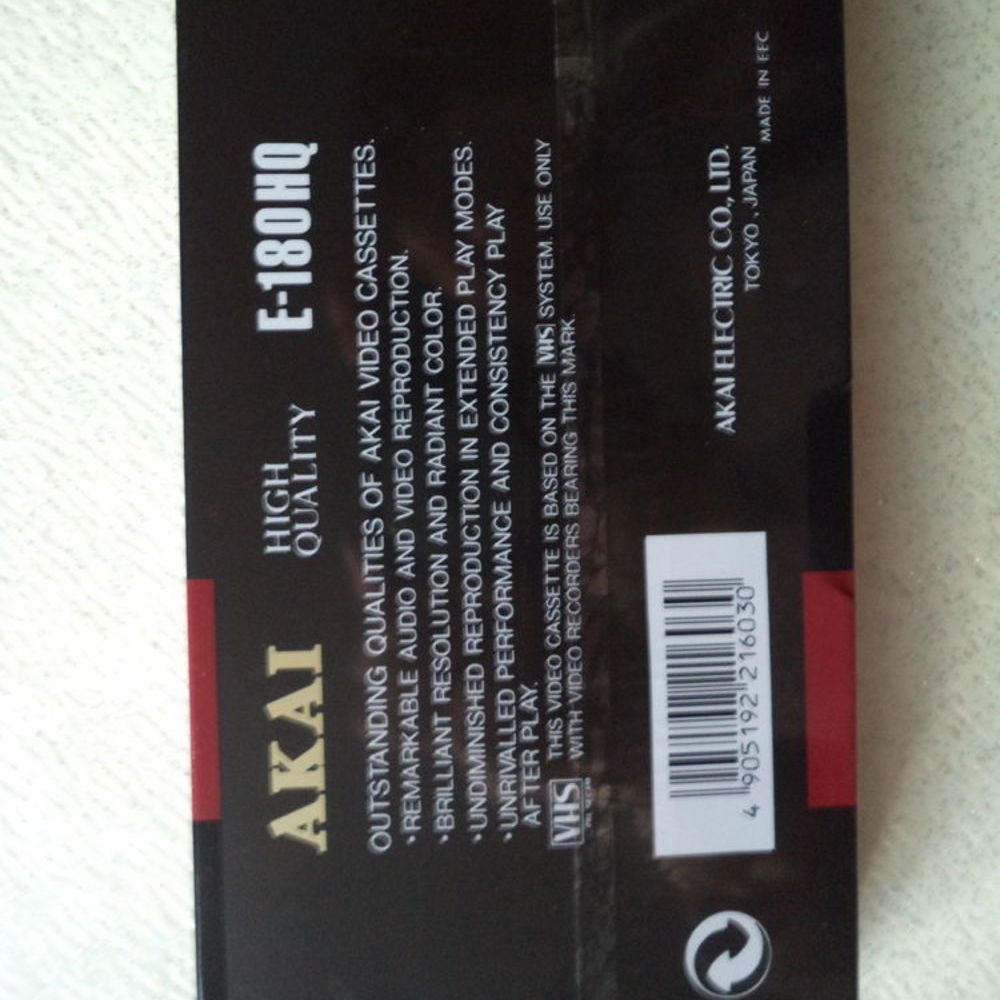 AKAI HIGH QUALITY E-180HQ
OUTSTANDING QUALITIES OF AKAI VIDEO CASSETTES.
•REMARKABLE AUDIO AND VIDEO REPRODUCTION.
•BRILLIANT RESOLUTION AND RADIANT COLOR.
•UNDIMINISHED REPRODUCTION IN EXTENDED PLAY MODES.
•UNRIVALLED PERFORMANCE AND CONSISTENCY PLAY
AFTER PLAY.
VHS THIS VIDEO CASSETTE IS BASED ON THE VHS SYSTEM. USE ONLY
WITH VIDEO RECORDERS BEARING THIS MARK.
AKAI ELECTRIC CO., LTD.
TOKYO, JAPAN
MADE IN EEC
4 905192 216030